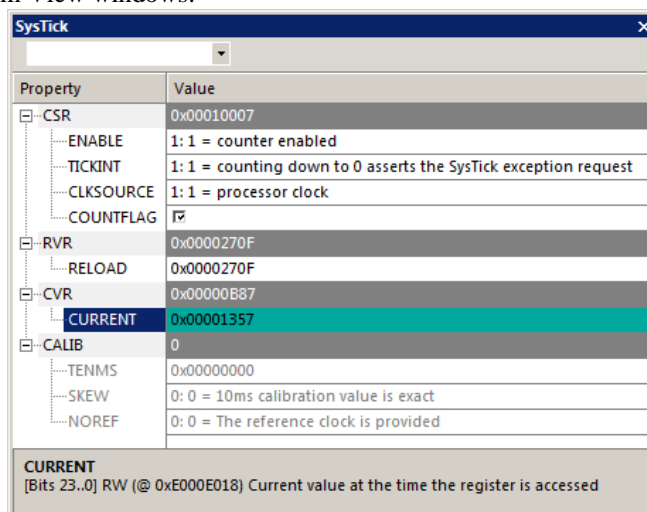 in View windows.
SysTick
Property Value
CSR 0x00010007
ENABLE 1: 1 = counter enabled
TICKINT 1: 1 = counting down to 0 asserts the SysTick exception request
CLKSOURCE 1: 1 = processor clock
COUNTFLAG
RVR 0x0000270F
RELOAD 0x0000270F
CVR 0x00000B87
CURRENT 0x00001357
CALIB 0
TENMS 0x00000000
SKEW 0: 0 = 10ms calibration value is exact
NOREF 0: 0 = The reference clock is provided
CURRENT
[Bits 23..0] RW (@ 0xE000E018) Current value at the time the register is accessed